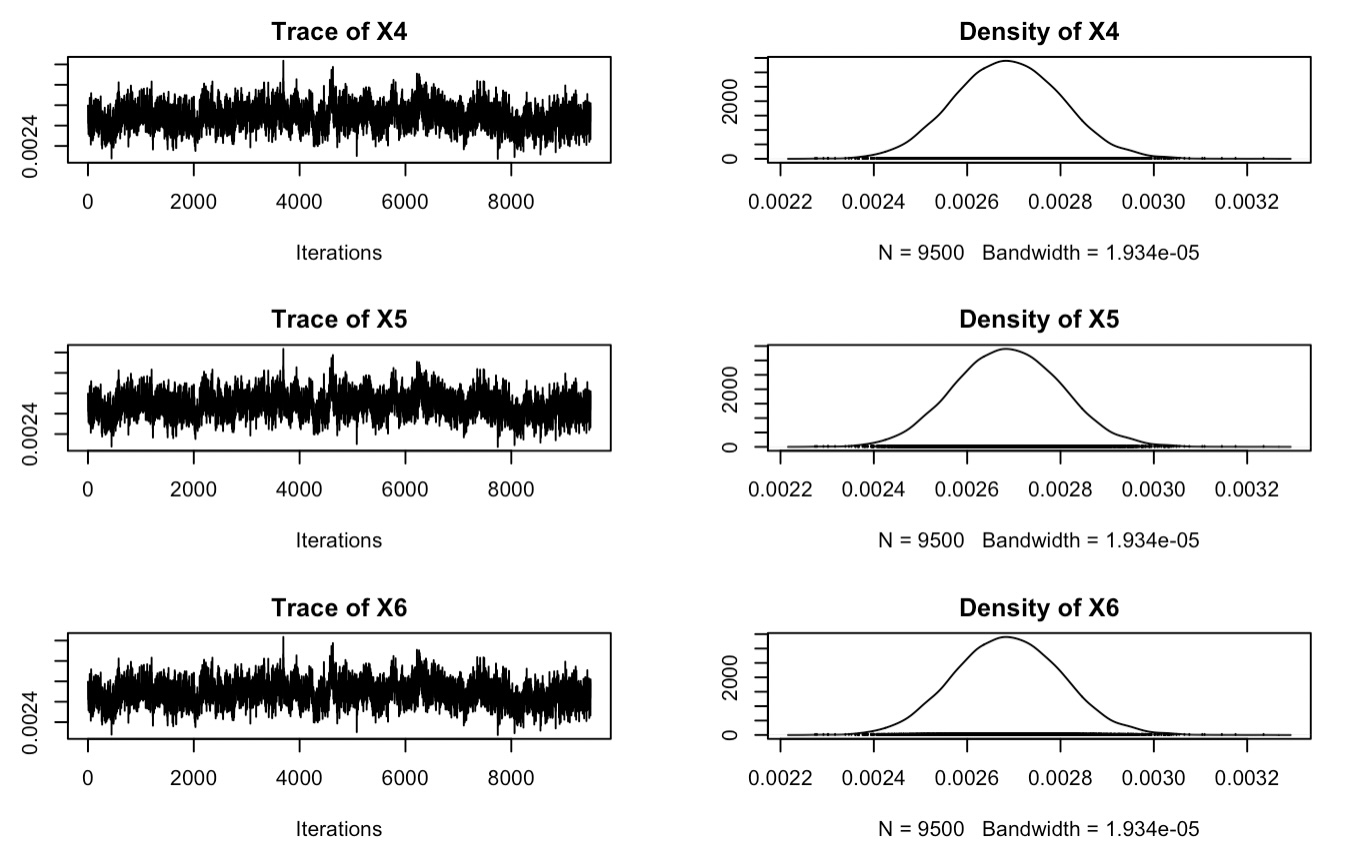 Trace of X4
0.0024
0 2000 4000 6000 8000
Iterations
Density of X4
2000
0
0.0022 0.0024 0.0026 0.0028 0.0030 0.0032
N = 9500 Bandwidth = 1.934e-05
Trace of X5
0.0024
0 2000 4000 6000 8000
Iterations
Density of X5
2000
0
0.0022 0.0024 0.0026 0.0028 0.0030 0.0032
N = 9500 Bandwidth = 1.934e-05
Trace of X6
0.0024
0 2000 4000 6000 8000
Iterations
Density of X6
2000
0
0.0022 0.0024 0.0026 0.0028 0.0030 0.0032
N = 9500 Bandwidth = 1.934e-05